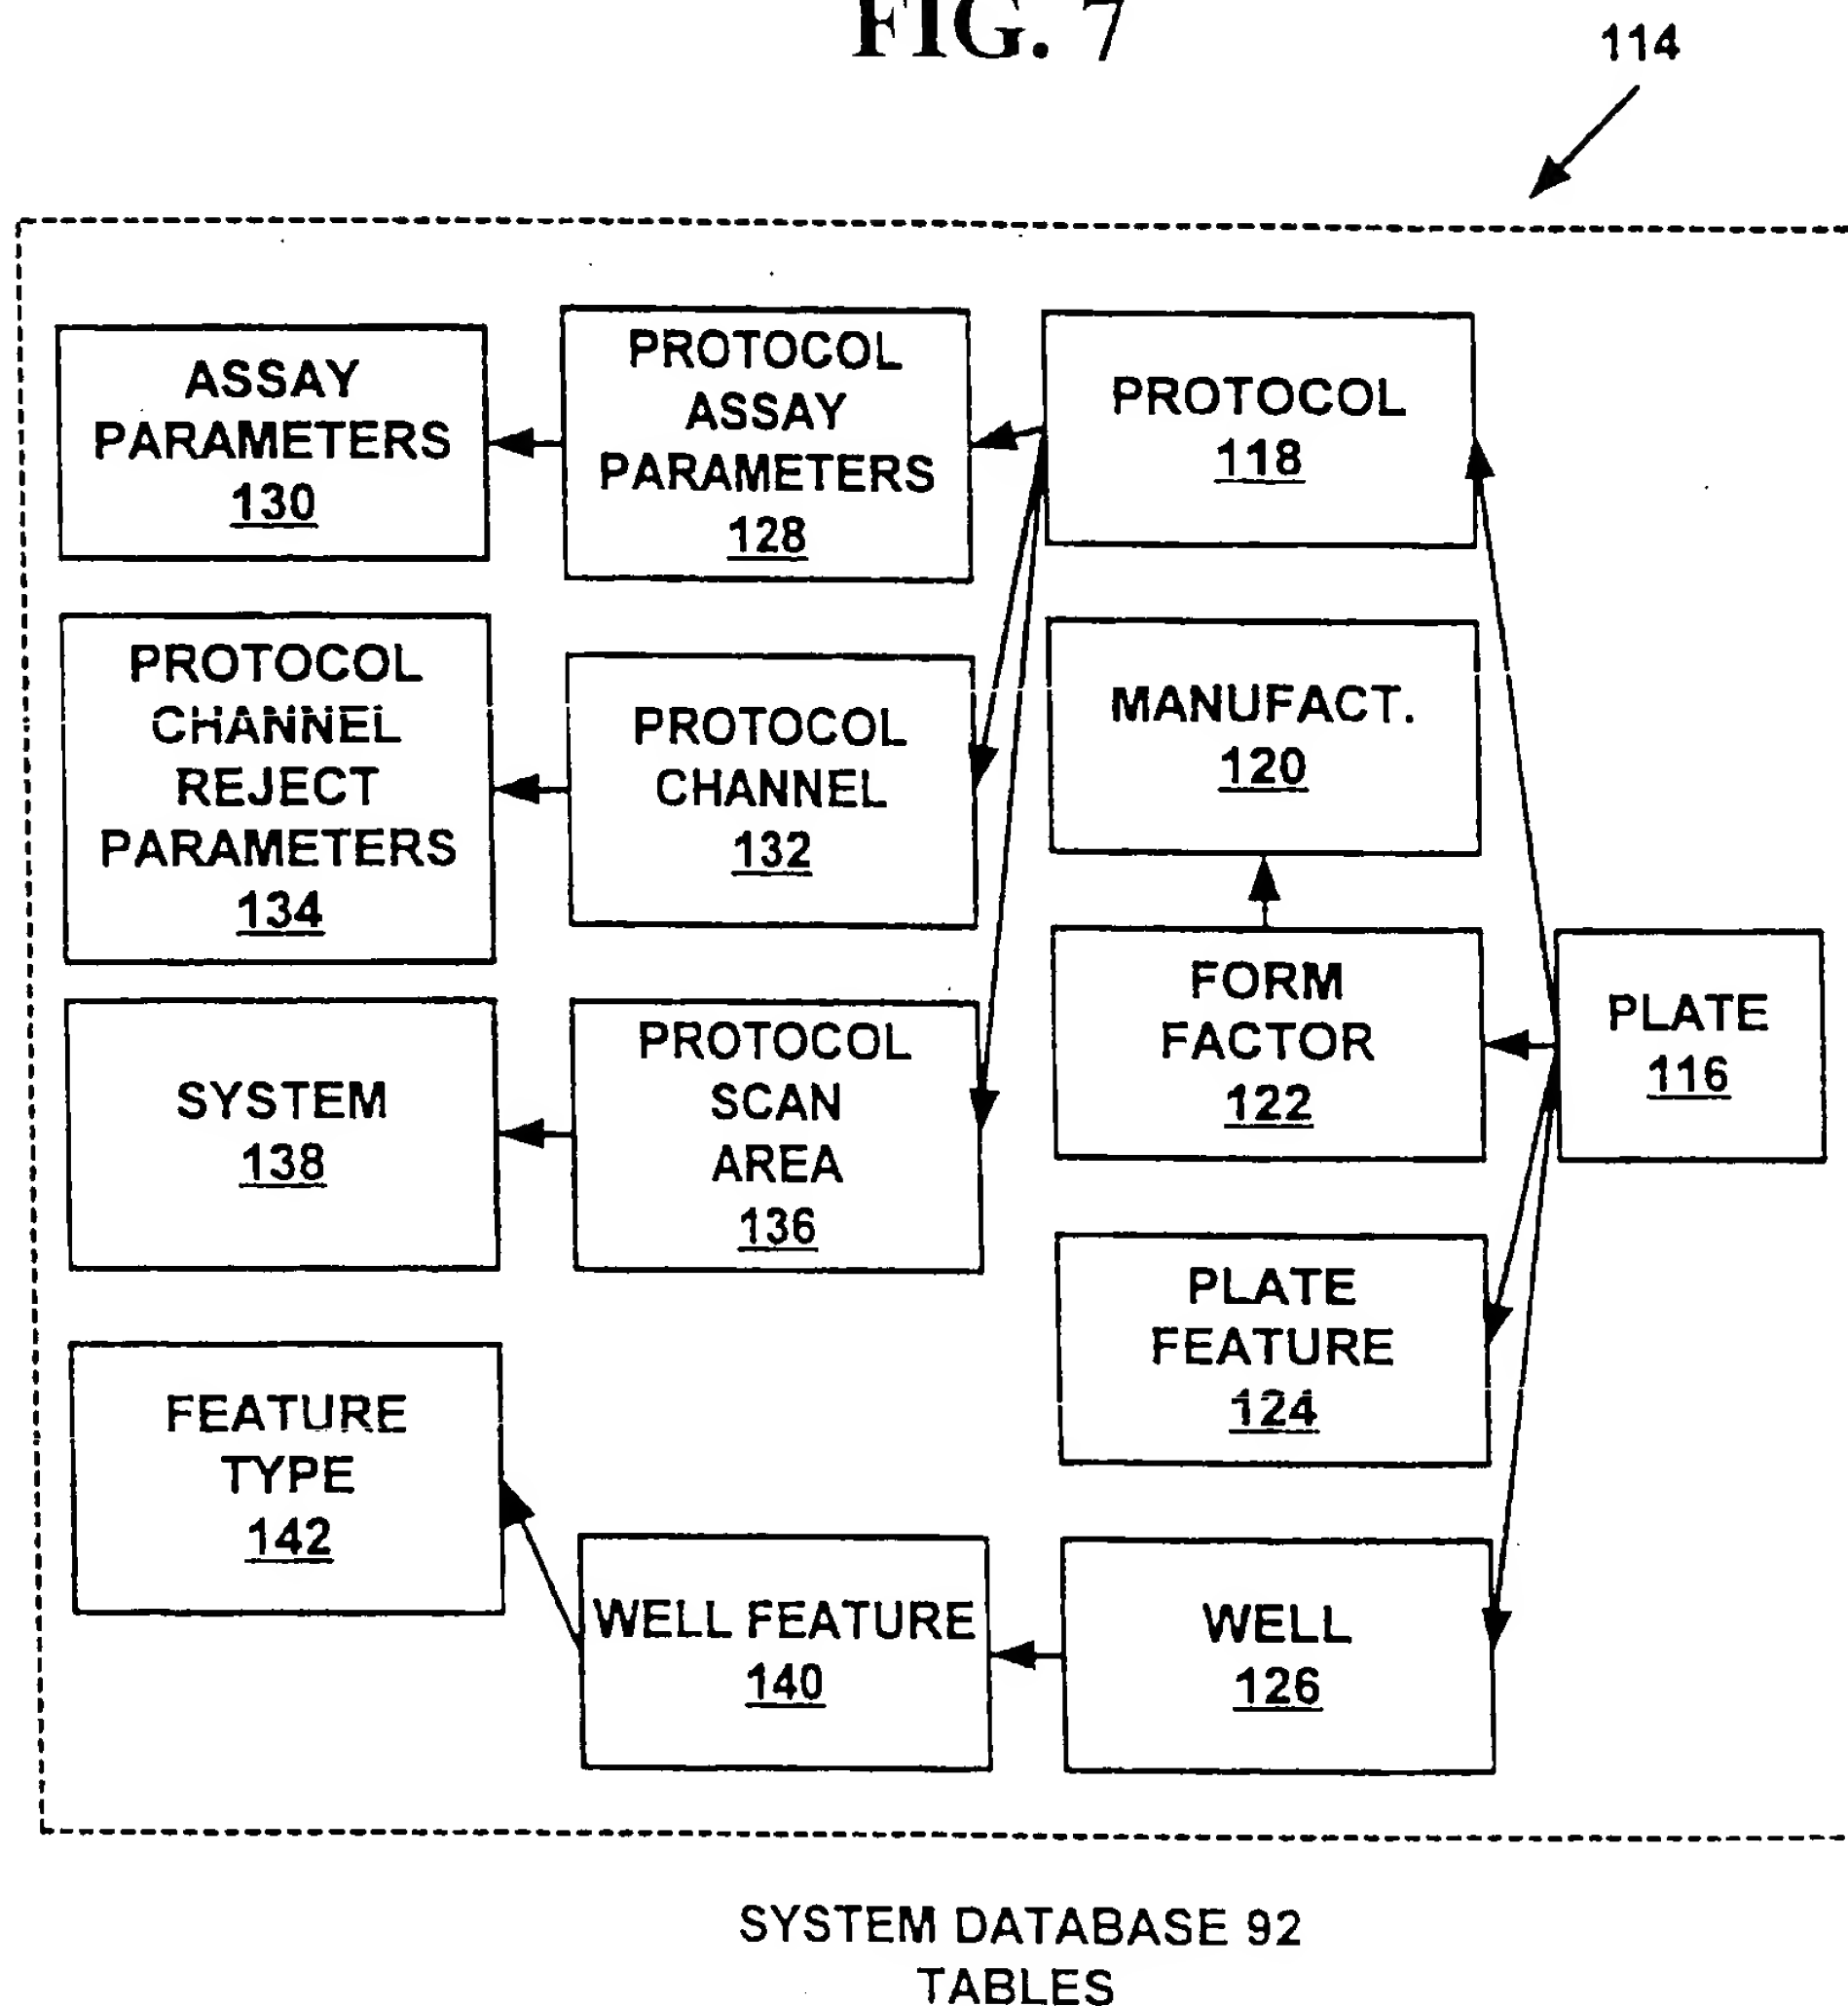 FIG. 7
114
ASSAY
PARAMETERS
130
PROTOCOL
ASSAY
PARAMETERS
128
PROTOCOL
118
PROTOCOL
CHANNEL
REJECT
PARAMETERS
134
PROTOCOL
CHANNEL
132
MANUFACT.
120
FORM
FACTOR
122
PLATE
116
SYSTEM
138
PROTOCOL
SCAN
AREA
136
PLATE
FEATURE
124
FEATURE
TYPE
142
WELL FEATURE
140
WELL
126
SYSTEM DATABASE 92
TABLES